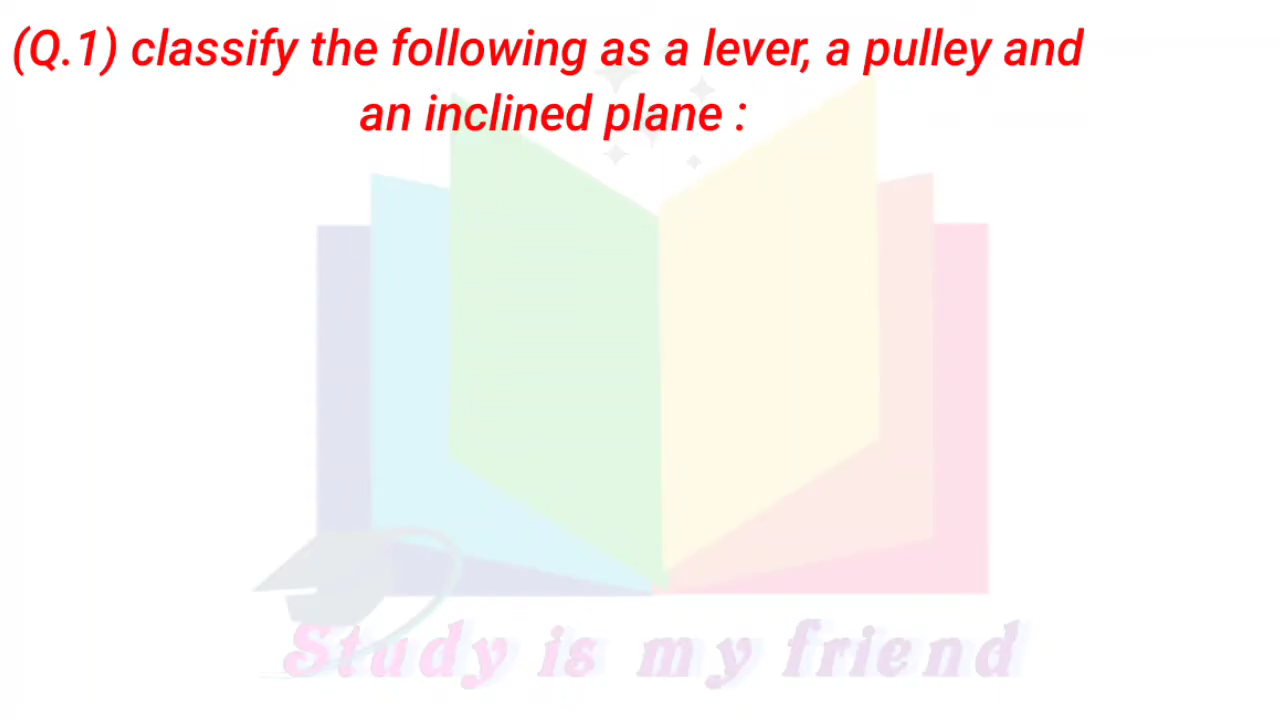 (Q.1) classify the following as a lever, a pulley and
an inclined plane :
Study is my friend